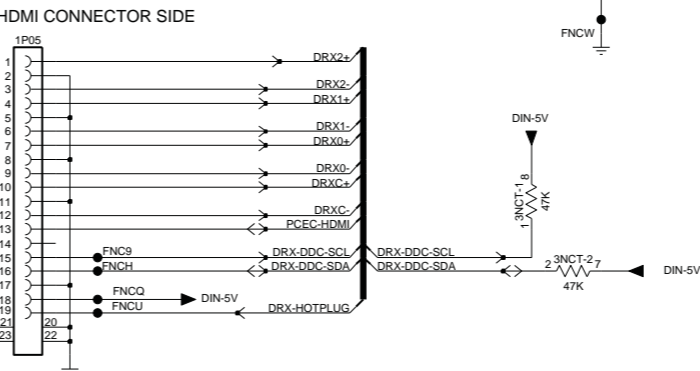 HDMI CONNECTOR SIDE
FNCW
1P05
1 DRX2+
2
3 DRX2-
4 DRX1+
5
6 DRX1-
7 DRX0+
8
9 DRX0-
10 DRXC+
11
12 DRXC-
13 PCEC-HDMI
14
15 FNC9 DRX-DDC-SCL DRX-DDC-SCL
16 FNCH DRX-DDC-SDA DRX-DDC-SDA
17
18 FNCQ DIN-5V
19 FNCU DRX-HOTPLUG
21 20
23 22
DIN-5V
1 3NCT-1 8
47K
2 3NCT-2 7
47K
DIN-5V